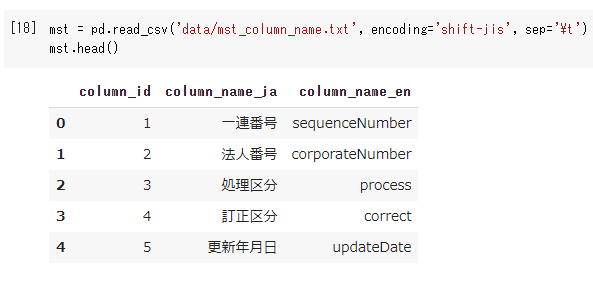 [18] mst = pd.read_csv('data/mst_column_name.txt', encoding='shift-jis', sep='¥t')
mst.head()
column_id column_name_ja column_name_en
0 1 一連番号 sequenceNumber
1 2 法人番号 corporateNumber
2 3 処理区分 process
3 4 訂正区分 correct
4 5 更新年月日 updateDate